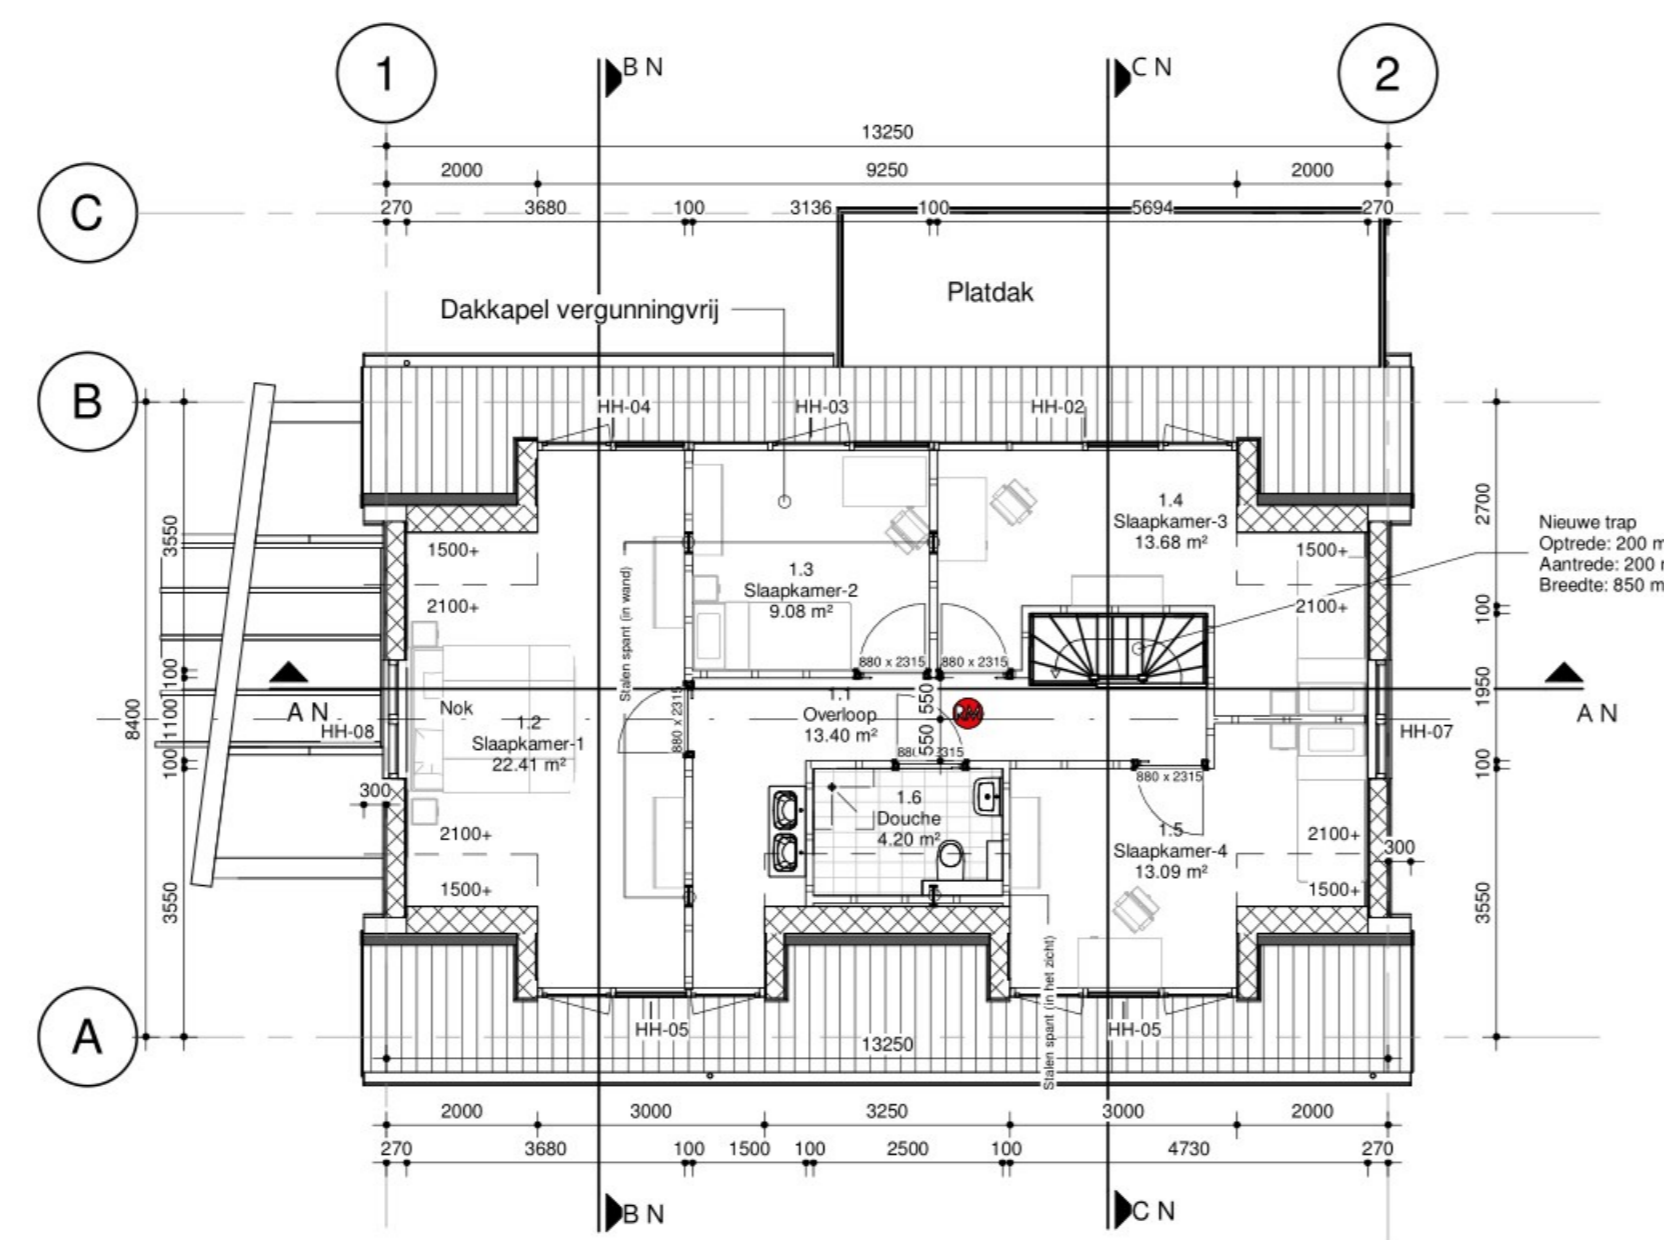 1
2
B N
C N
13250
2000
9250
2000
C
270
3680
100
3136
100
5694
270
Platdak
Dakkapel vergunningvrij
B
HH-04
HH-03
HH-02
3550
2700
1.4
Slaapkamer-3
13.68 m²
Nieuwe trap
Optrede: 200
Aantrede: 200
Breedte: 850
1500+
1500+
1.3
Slaapkamer-2
9.08 m²
2100+
2100+
100
Stalen spant (in wand)
880 x 2315
880 x 2315
100
1.1
Overloop
13.40 m²
550
550
RM
1950
A N
A N
Nok
1.2
Slaapkamer-1
22.41 m²
880 x 2315
8400
1100
HH-08
HH-07
100
100
880 x 2315
300
1.6
Douche
4.20 m²
2100+
2100+
1.5
Slaapkamer-4
13.09 m²
300
1500+
1500+
3550
3550
Stalen spant (in het zicht)
A
HH-05
HH-05
13250
2000
3000
3250
3000
2000
270
3680
100
1500
100
2500
100
4730
270
B N
C N